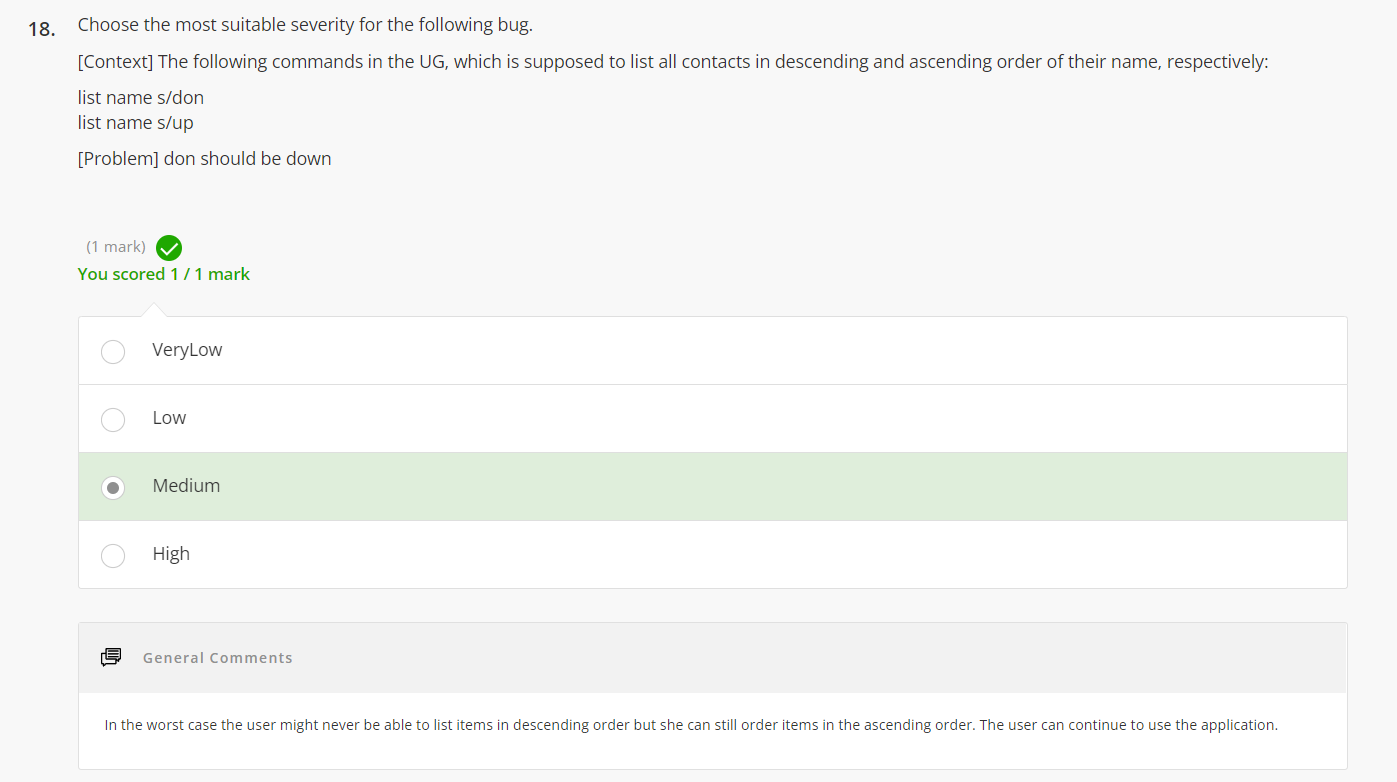 18. Choose the most suitable severity for the following bug.
[Context] The following commands in the UG, which is supposed to list all contacts in descending and ascending order of their name, respectively:
list name s/don
list name s/up
[Problem] don should be down
(1 mark)
You scored 1 / 1 mark
VeryLow
Low
Medium
High
General Comments
In the worst case the user might never be able to list items in descending order but she can still order items in the ascending order. The user can continue to use the application.